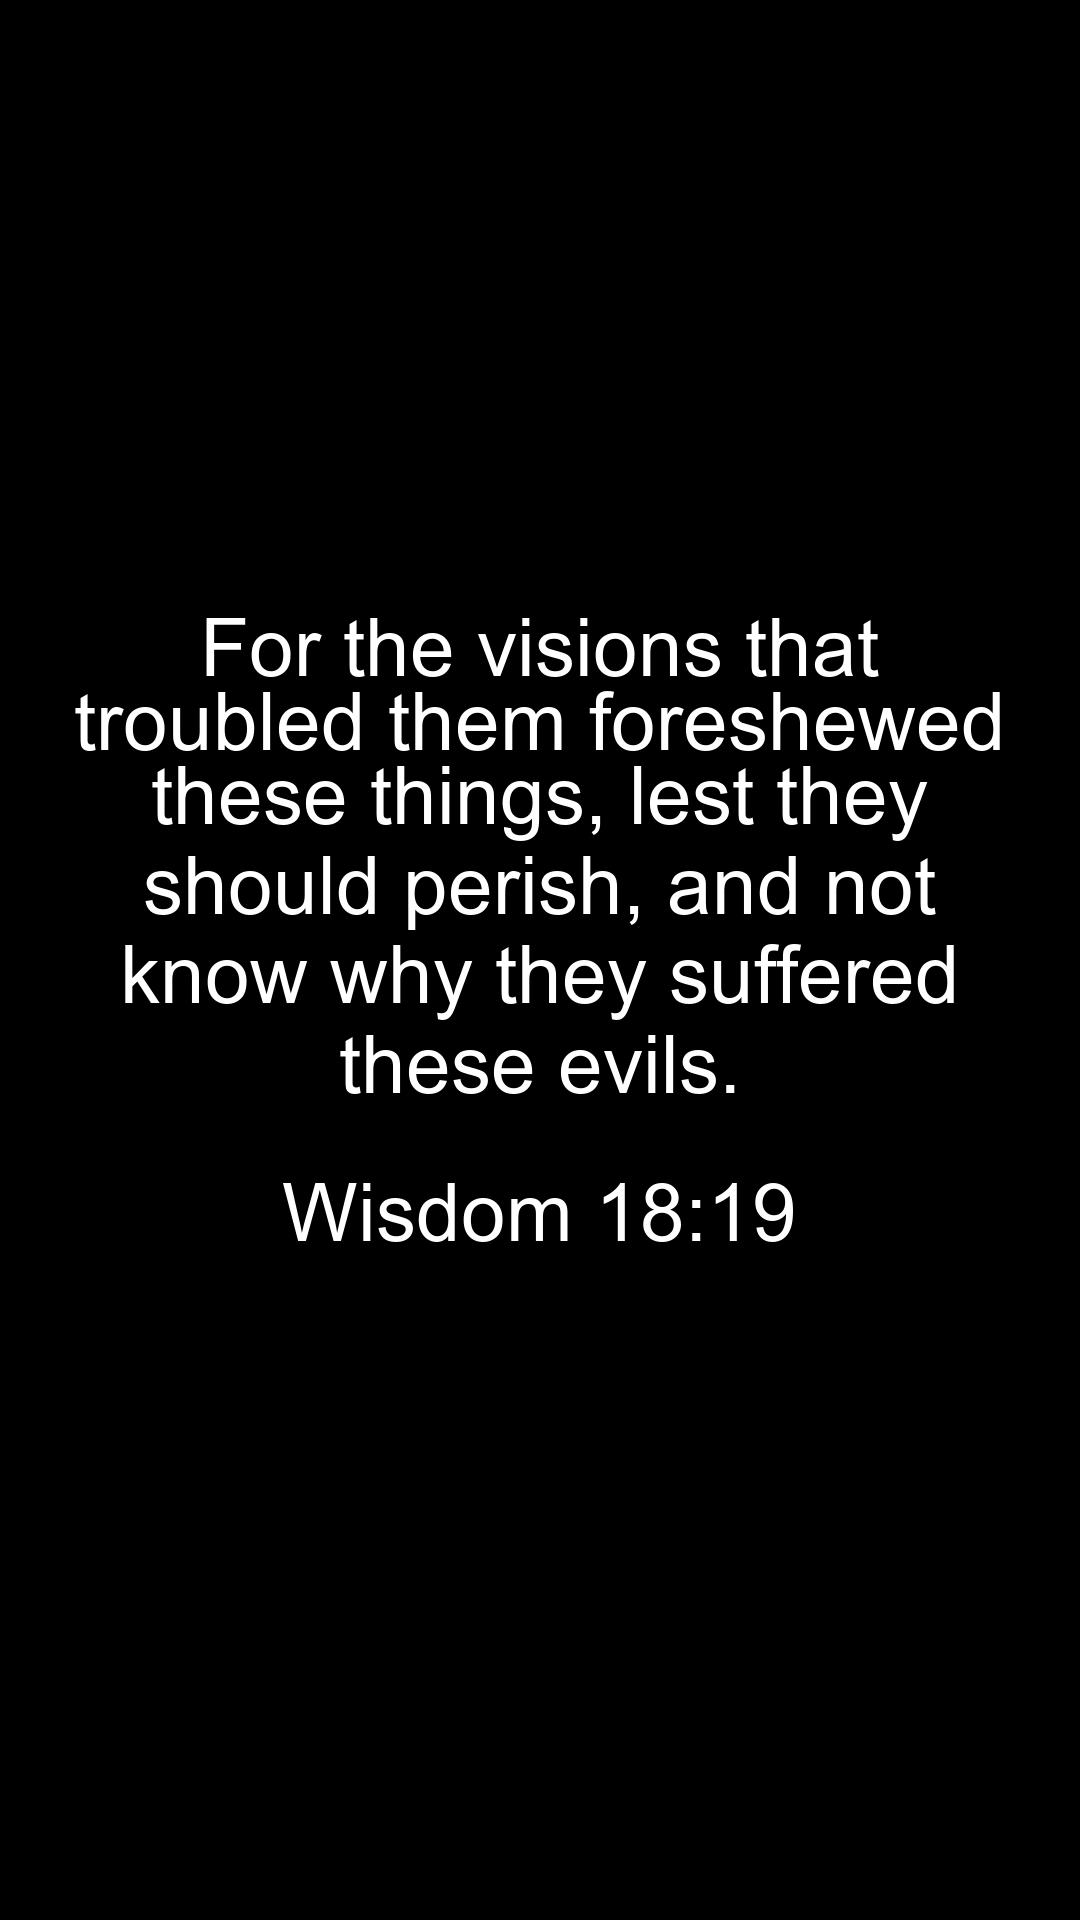 For the visions that
troubled them foreshewed
these things, lest they
should perish, and not
know why they suffered
these evils.
Wisdom 18:19